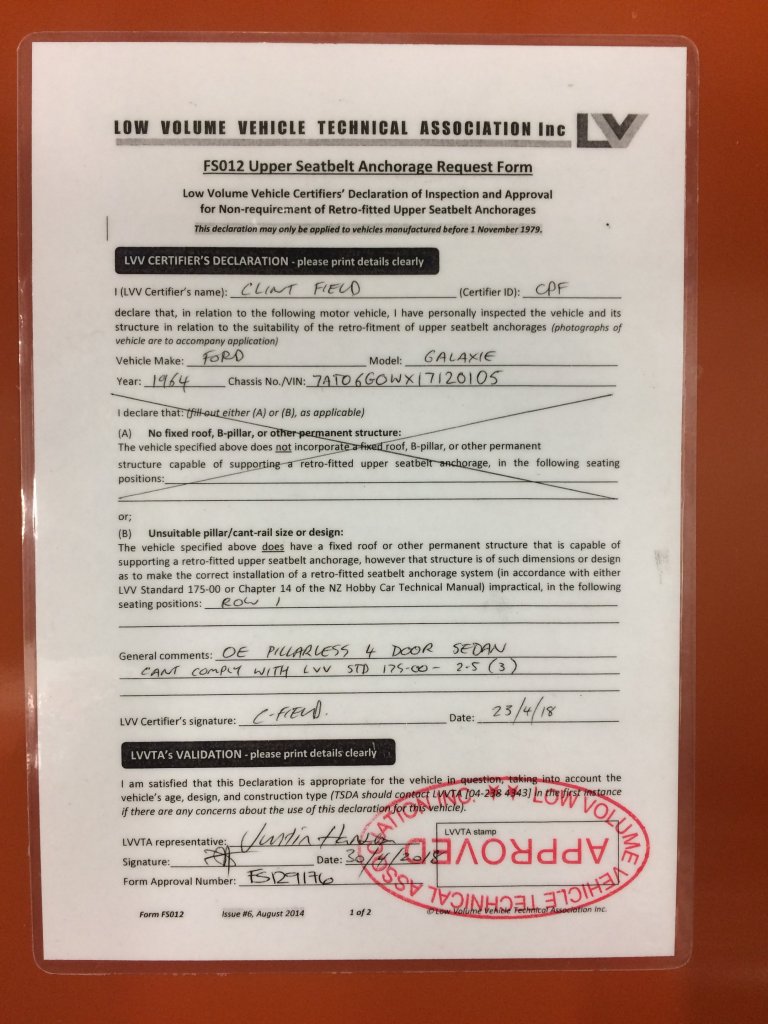 LOW VOLUME VEHICLE TECHNICAL ASSOCIATION Inc LV
FS012 Upper Seatbelt Anchorage Request Form
Low Volume Vehicle Certifiers' Declaration of Inspection and Approval
for Non-requirement of Retro-fitted Upper Seatbelt Anchorages
This declaration may only be applied to vehicles manufactured before 1 November 1979.
LVV CERTIFIER'S DECLARATION - please print details clearly
I (LVV Certifier's name): CLINT FIELD (Certifier ID): CPF
declare that, in relation to the following motor vehicle, I have personally inspected the vehicle and its
structure in relation to the suitability of the retro-fitment of upper seatbelt anchorages (photographs of
vehicle are to accompany application)
Vehicle Make: FORD Model: GALAXIE
Year: 1964 Chassis No./VIN: 7AT06G0WX17120105
I declare that: (fill out either (A) or (B), as applicable)
(A) No fixed roof, B-pillar, or other permanent structure:
The vehicle specified above does not incorporate a fixed roof, B-pillar, or other permanent
structure capable of supporting a retro-fitted upper seatbelt anchorage, in the following seating
positions:
or;
(B) Unsuitable pillar/cant-rail size or design:
The vehicle specified above does have a fixed roof or other permanent structure that is capable of
supporting a retro-fitted upper seatbelt anchorage, however that structure is of such dimensions or design
as to make the correct installation of a retro-fitted seatbelt anchorage system (in accordance with either
LVV Standard 175-00 or Chapter 14 of the NZ Hobby Car Technical Manual) impractical, in the following
seating positions: ROW 1
General comments: OE PILLARLESS 4 DOOR SEDAN
CANT COMPLY WITH LVV STD 175-00 - 2.5 (3)
LVV Certifier's signature: C-FIELD. Date: 23/4/18
LVVTA's VALIDATION - please print details clearly
I am satisfied that this Declaration is appropriate for the vehicle in question, taking into account the
vehicle's age, design, and construction type (TSDA should contact LVVTA [04-238 4343] in the first instance
if there are any concerns about the use of this declaration for this vehicle).
LVVTA representative: Justin
LVVTA stamp
Signature: Date: 30/4/2018
APPROVED
LOW VOLUME VEHICLE TECHNICAL ASSOCIATION INC.
Form Approval Number: FS129176
Form FS012 Issue #6, August 2014 1 of 2 © Low Volume Vehicle Technical Association Inc.